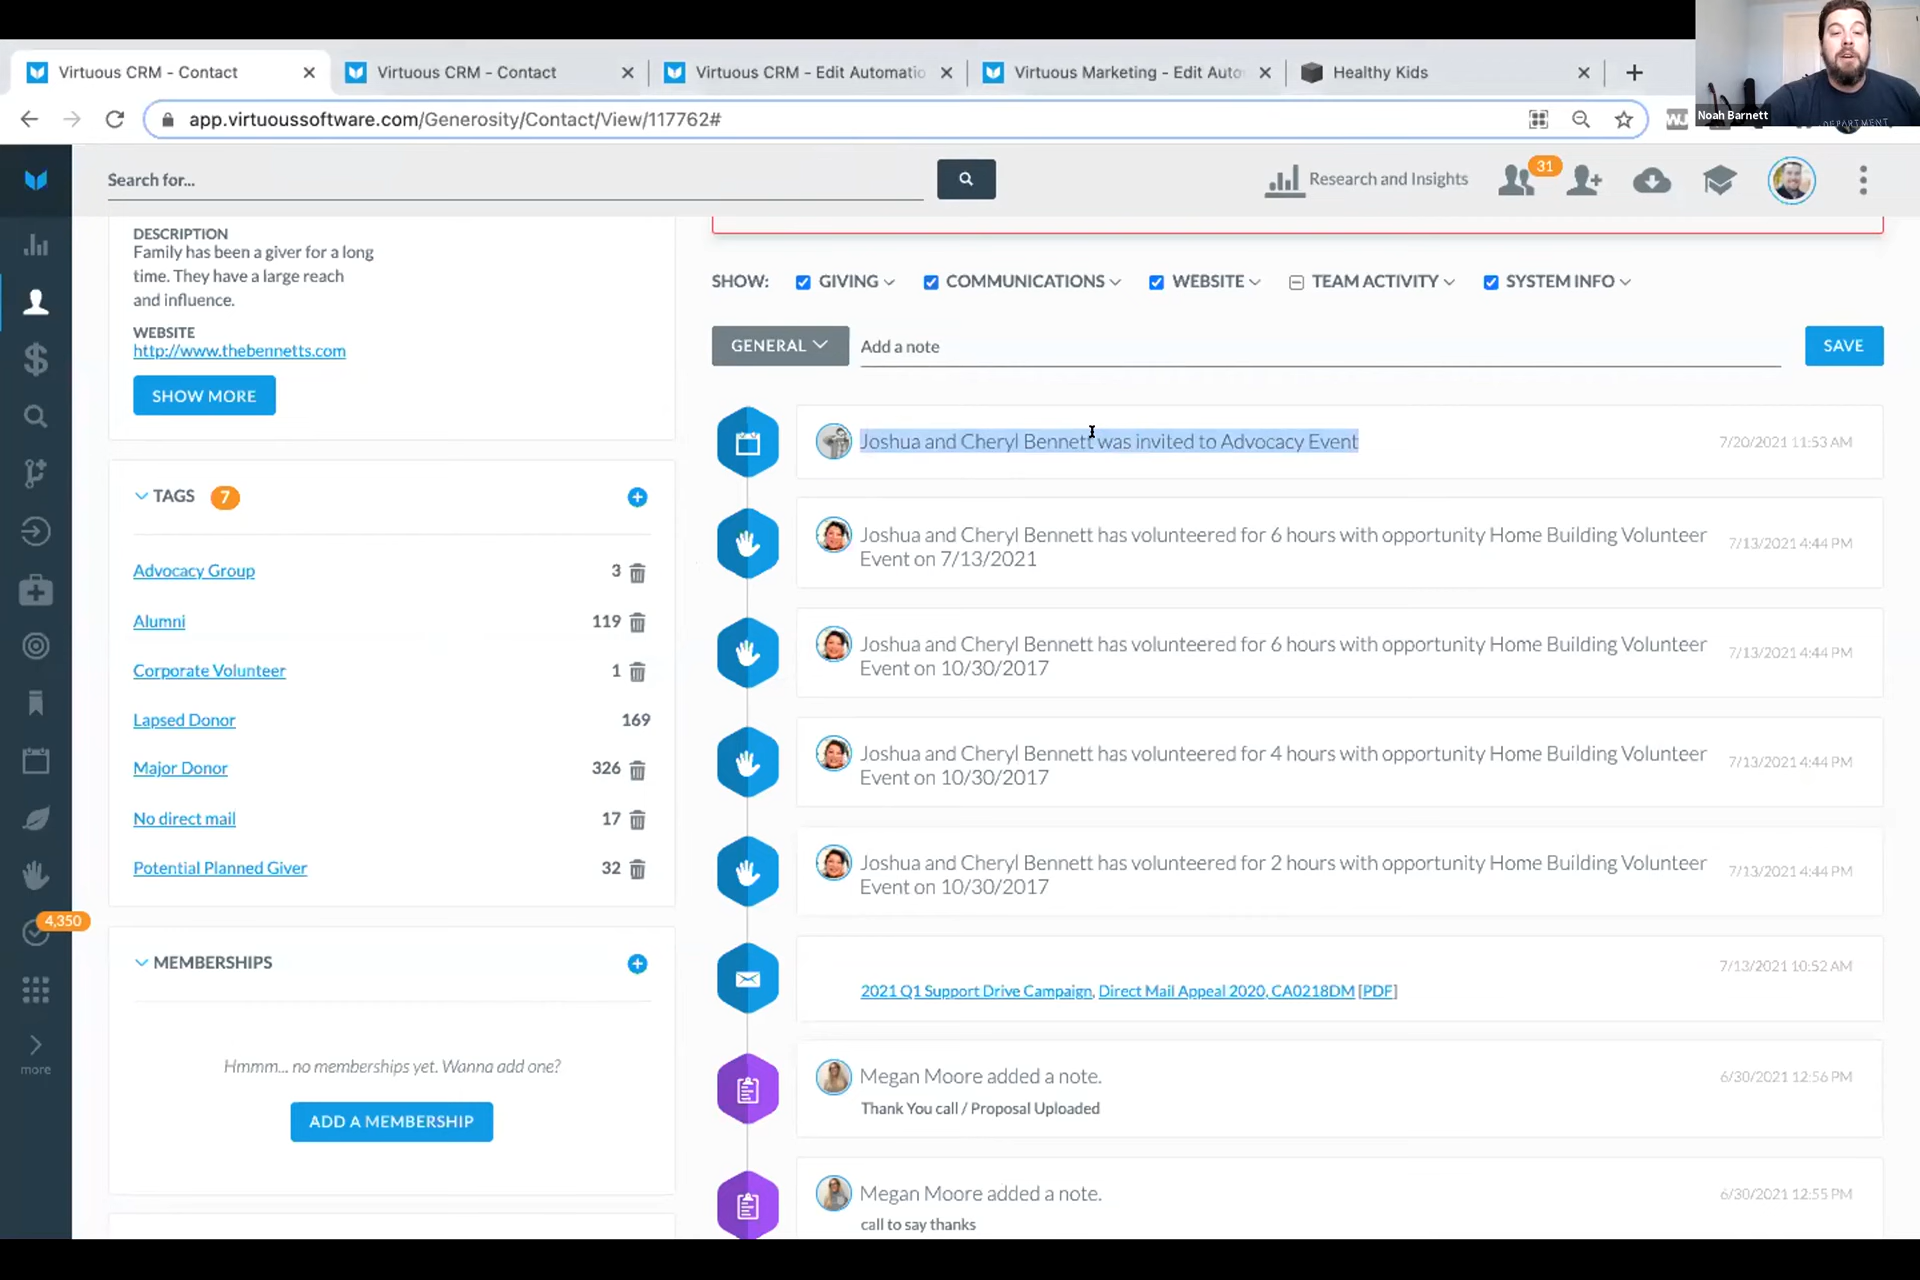 Virtuous CRM - Contact
Virtuous CRM - Contact
Virtuous CRM - Edit Automatio
Virtuous Marketing - Edit Auto
Healthy Kids
Noah Barnett
app.virtuoussoftware.com/Generosity/Contact/View/117762#
Search for...
Research and Insights
31
DESCRIPTION
Family has been a giver for a long
time. They have a large reach
and influence.
WEBSITE
http://www.thebennetts.com
SHOW MORE
TAGS 7
Advocacy Group 3
Alumni 119
Corporate Volunteer 1
Lapsed Donor 169
Major Donor 326
No direct mail 17
Potential Planned Giver 32
4,350
more
MEMBERSHIPS
Hmmm... no memberships yet. Wanna add one?
ADD A MEMBERSHIP
SHOW: GIVING COMMUNICATIONS WEBSITE TEAM ACTIVITY SYSTEM INFO
GENERAL Add a note SAVE
Joshua and Cheryl Bennett was invited to Advocacy Event 7/20/2021 11:53 AM
Joshua and Cheryl Bennett has volunteered for 6 hours with opportunity Home Building Volunteer
Event on 7/13/2021
7/13/2021 4:44 PM
Joshua and Cheryl Bennett has volunteered for 6 hours with opportunity Home Building Volunteer
Event on 10/30/2017
7/13/2021 4:44 PM
Joshua and Cheryl Bennett has volunteered for 4 hours with opportunity Home Building Volunteer
Event on 10/30/2017
7/13/2021 4:44 PM
Joshua and Cheryl Bennett has volunteered for 2 hours with opportunity Home Building Volunteer
Event on 10/30/2017
7/13/2021 4:44 PM
7/13/2021 10:52 AM
2021 Q1 Support Drive Campaign, Direct Mail Appeal 2020, CA0218DM [PDF]
Megan Moore added a note. 6/30/2021 12:56 PM
Thank You call / Proposal Uploaded
Megan Moore added a note. 6/30/2021 12:55 PM
call to say thanks